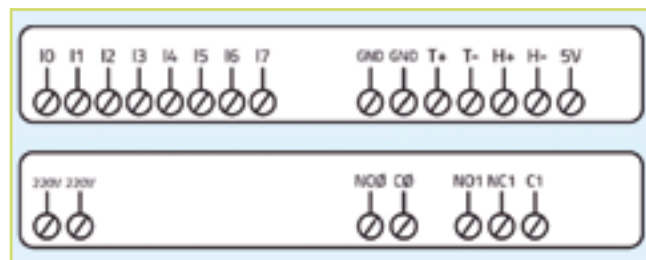 I0 I1 I2 I3 I4 I5 I6 I7 GND GND T+ T- H+ H- 5V
220V 220V NOØ CØ NO1 NC1 C1